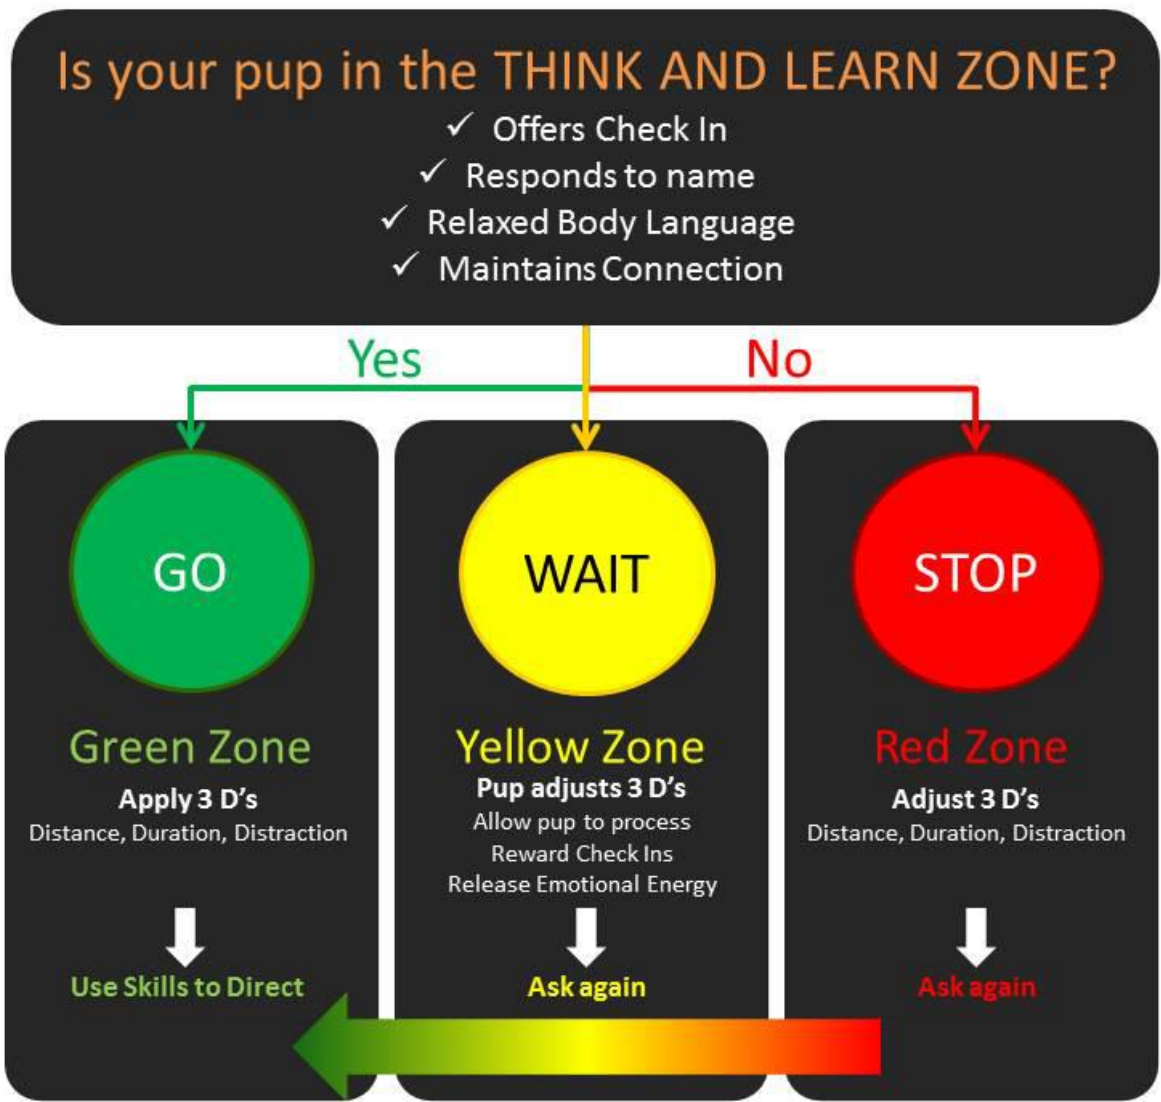 Is your pup in the THINK AND LEARN ZONE?
✓ Offers Check In
✓ Responds to name
✓ Relaxed Body Language
✓ Maintains Connection
Yes
No
GO
Green Zone
Apply 3 D's
Distance, Duration, Distraction
Use Skills to Direct
WAIT
Yellow Zone
Pup adjusts 3 D's
Allow pup to process
Reward Check Ins
Release Emotional Energy
Ask again
STOP
Red Zone
Adjust 3 D's
Distance, Duration, Distraction
Ask again